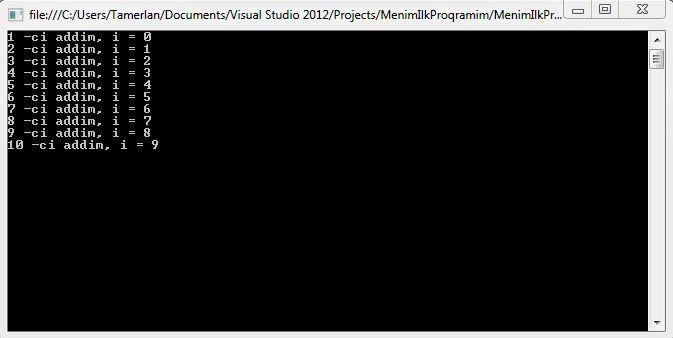 file:///C:/Users/Tamerlan/Documents/Visual Studio 2012/Projects/MenimIlkProqramim/MenimIlkPr...
1 -ci addim, i = 0
2 -ci addim, i = 1
3 -ci addim, i = 2
4 -ci addim, i = 3
5 -ci addim, i = 4
6 -ci addim, i = 5
7 -ci addim, i = 6
8 -ci addim, i = 7
9 -ci addim, i = 8
10 -ci addim, i = 9